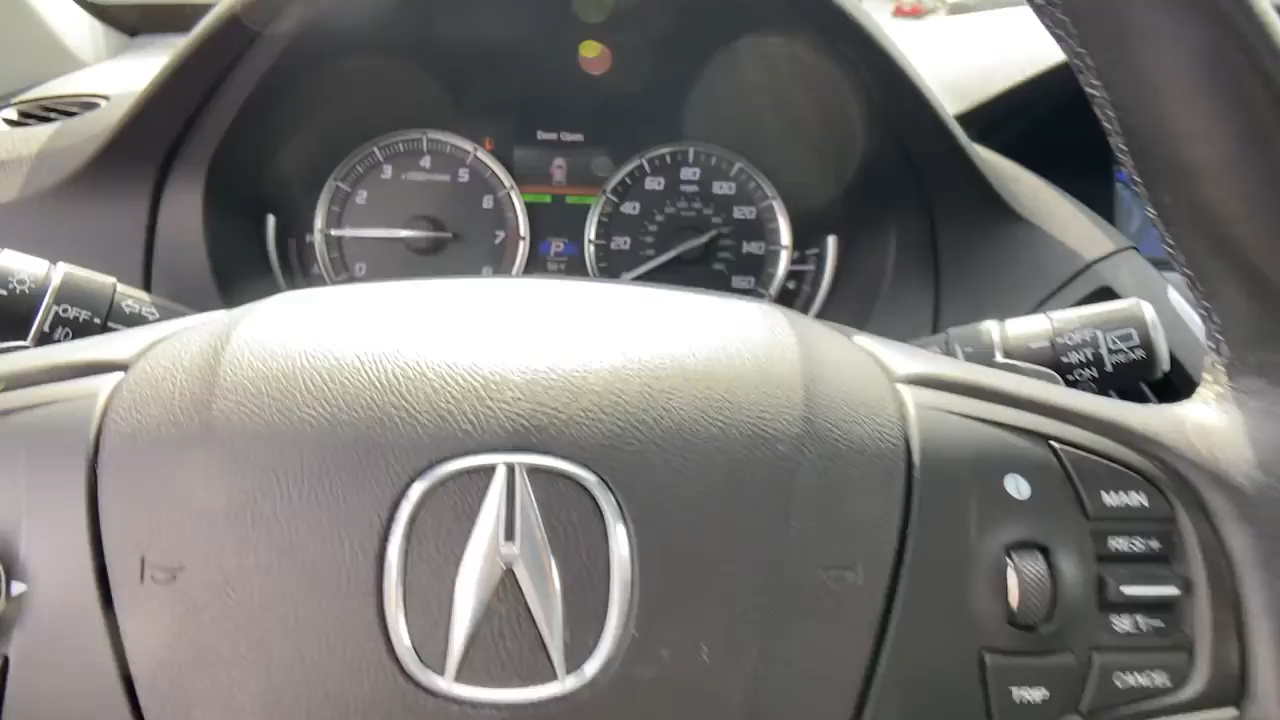 Door Open
0
2
3
4
5
6
7
20
40
60
80
100
120
140
160
P
OFF
OFF
INT
ON
REAR
MAIN
RES+
SET-
CANCEL
TRIP